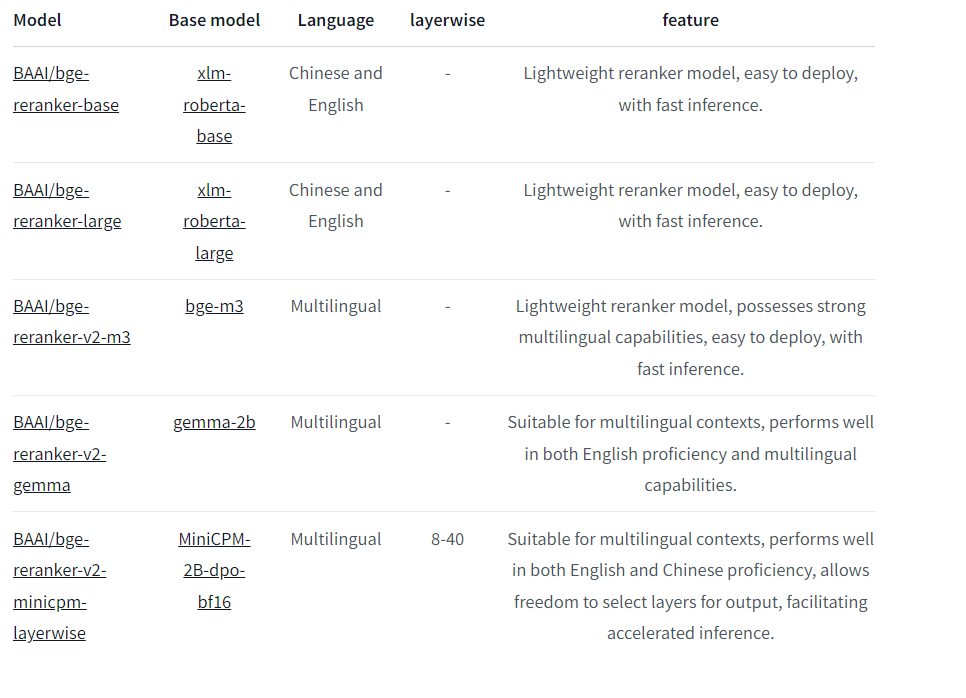 Model Base model Language layerwise feature
BAAI/bge- xlm- Chinese and - Lightweight reranker model, easy to deploy,
reranker-base roberta- English with fast inference.
base
BAAI/bge- xlm- Chinese and - Lightweight reranker model, easy to deploy,
reranker-large roberta- English with fast inference.
large
BAAI/bge- bge-m3 Multilingual - Lightweight reranker model, possesses strong
reranker-v2-m3 multilingual capabilities, easy to deploy, with
fast inference.
BAAI/bge- gemma-2b Multilingual - Suitable for multilingual contexts, performs well
reranker-v2- in both English proficiency and multilingual
gemma capabilities.
BAAI/bge- MiniCPM- Multilingual 8-40 Suitable for multilingual contexts, performs well
reranker-v2- 2B-dpo- in both English and Chinese proficiency, allows
minicpm- bf16 freedom to select layers for output, facilitating
layerwise accelerated inference.